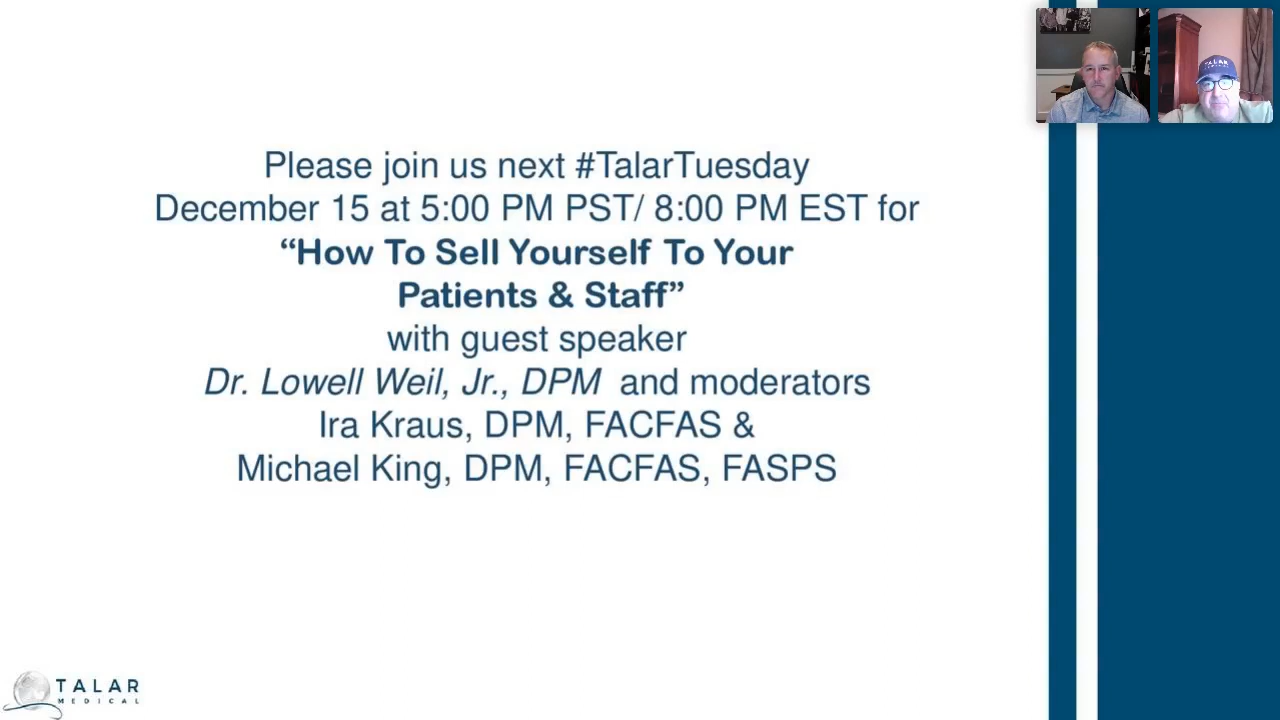 Please join us next #TalarTuesday
December 15 at 5:00 PM PST/ 8:00 PM EST for
“How To Sell Yourself To Your
Patients & Staff”
with guest speaker
Dr. Lowell Weil, Jr., DPM and moderators
Ira Kraus, DPM, FACFAS &
Michael King, DPM, FACFAS, FASPS
TALAR
MEDICAL
TALAR